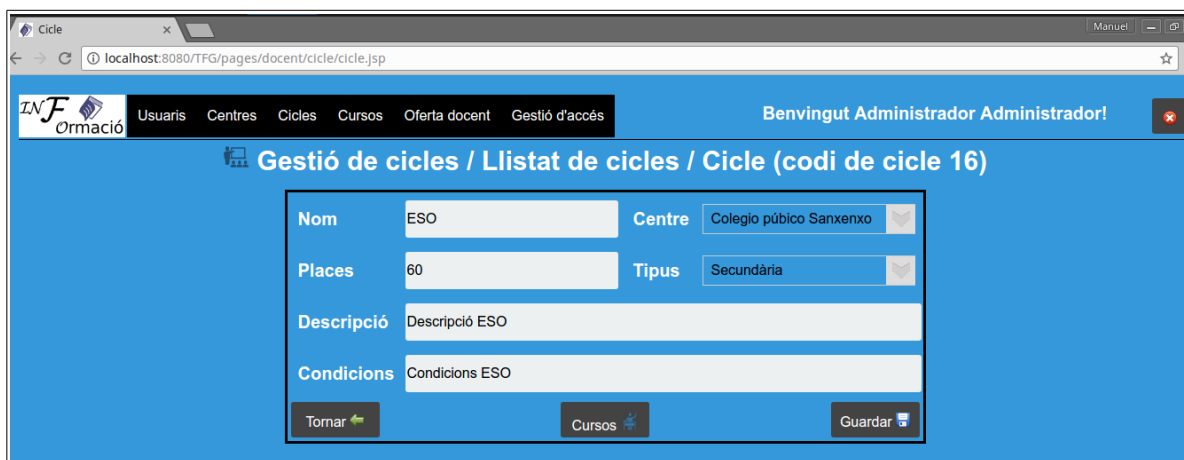 Cicle
Manuel
localhost:8080/TFG/pages/docent/cicle/cicle.jsp
INFOrmació
Usuaris Centres Cicles Cursos Oferta docent Gestió d'accés
Benvingut Administrador Administrador!
Gestió de cicles / Llistat de cicles / Cicle (codi de cicle 16)
Nom ESO Centre Colegio púbico Sanxenxo
Places 60 Tipus Secundària
Descripció Descripció ESO
Condicions Condicions ESO
Tornar Cursos Guardar